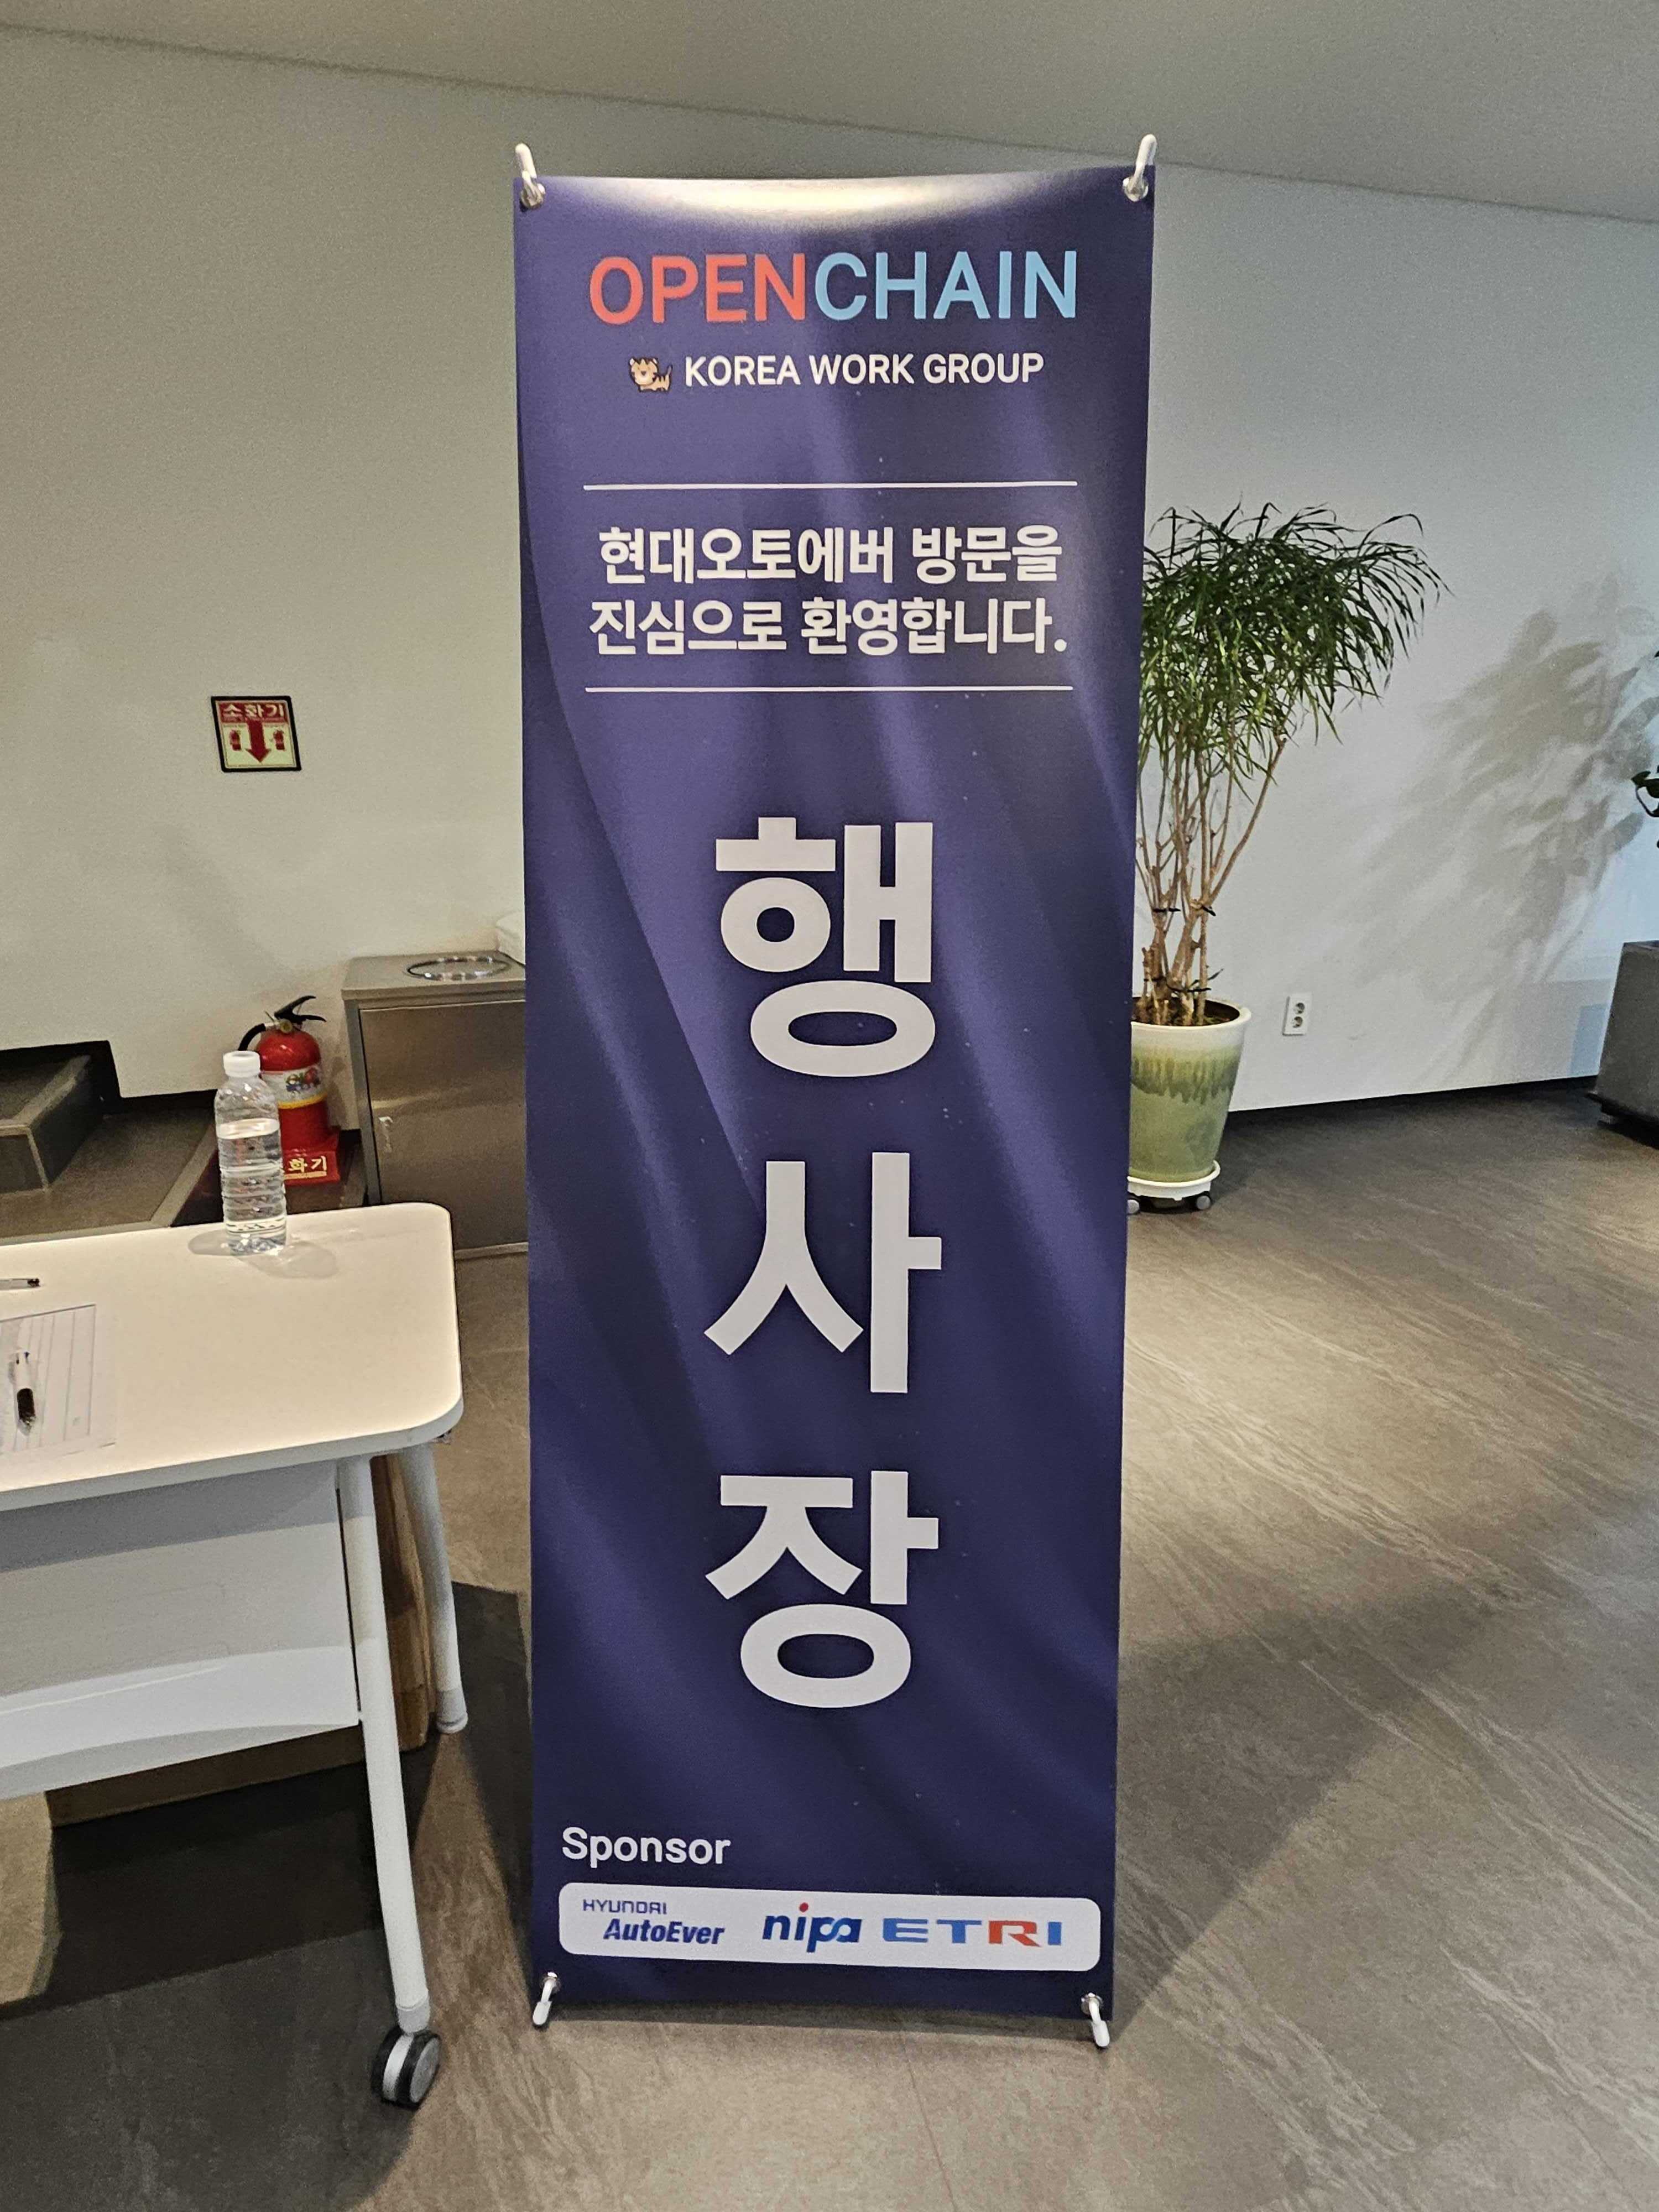 OPENCHAIN
KOREA WORK GROUP
현대오토에버 방문을
진심으로 환영합니다.
행
사
장
Sponsor
HYUNDAI
AutoEver
nipa
ETRI
소화기
화기